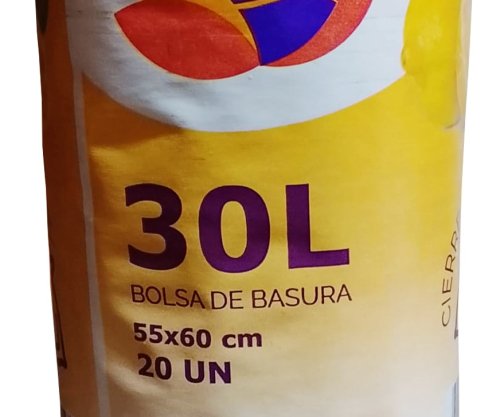 30L
BOLSA DE BASURA
55x60 cm
20 UN